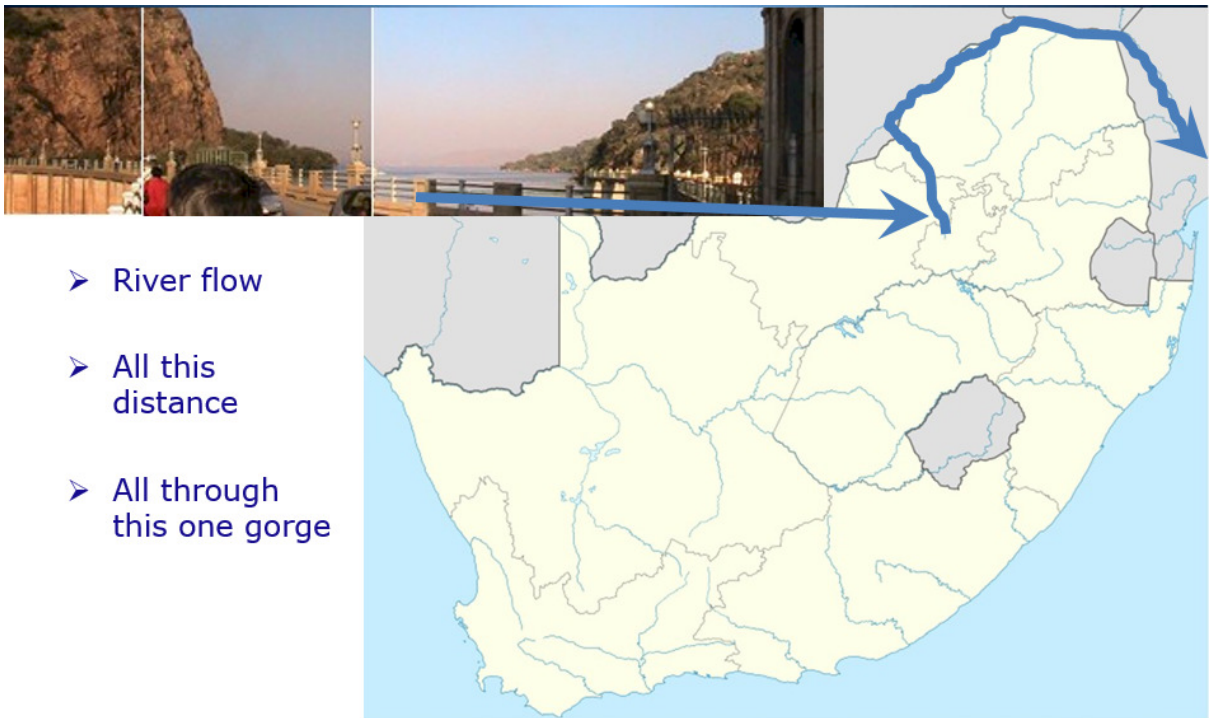 River flow
All this
distance
All through
this one gorge